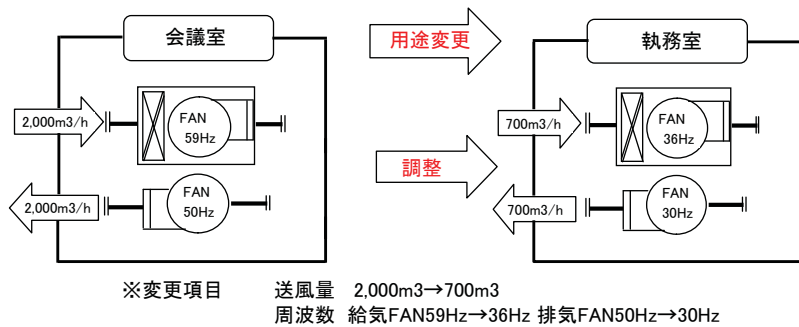 会議室
用途変更
執務室
2,000m3/h
FAN
59Hz
700m3/h
FAN
36Hz
調整
2,000m3/h
FAN
50Hz
700m3/h
FAN
30Hz
※変更項目 送風量 2,000m3→700m3
周波数 給気FAN59Hz→36Hz 排気FAN50Hz→30Hz